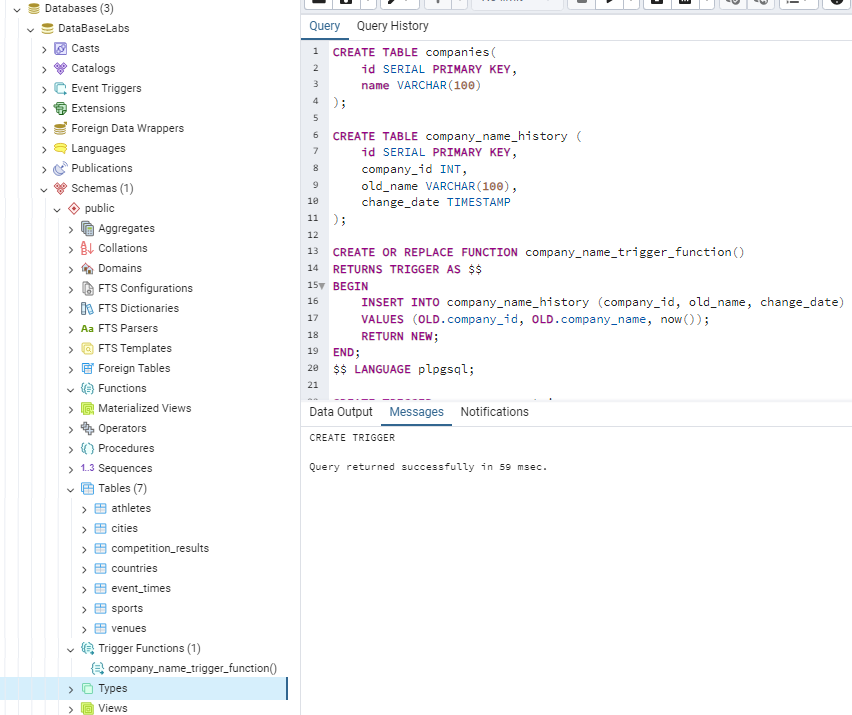 Databases (3)
DataBaseLabs
Casts
Catalogs
Event Triggers
Extensions
Foreign Data Wrappers
Languages
Publications
Schemas (1)
public
Aggregates
Collations
Domains
FTS Configurations
FTS Dictionaries
Aa FTS Parsers
FTS Templates
Foreign Tables
Functions
Materialized Views
Operators
Procedures
1..3 Sequences
Tables (7)
athletes
cities
competition_results
countries
event_times
sports
venues
Trigger Functions (1)
company_name_trigger_function()
Types
Views
Query Query History
1 CREATE TABLE companies(
2 id SERIAL PRIMARY KEY,
3 name VARCHAR(100)
4 );
5
6 CREATE TABLE company_name_history (
7 id SERIAL PRIMARY KEY,
8 company_id INT,
9 old_name VARCHAR(100),
10 change_date TIMESTAMP
11 );
12
13 CREATE OR REPLACE FUNCTION company_name_trigger_function()
14 RETURNS TRIGGER AS $$
15 BEGIN
16 INSERT INTO company_name_history (company_id, old_name, change_date)
17 VALUES (OLD.company_id, OLD.company_name, now());
18 RETURN NEW;
19 END;
20 $$ LANGUAGE plpgsql;
21
Data Output Messages Notifications
CREATE TRIGGER
Query returned successfully in 59 msec.